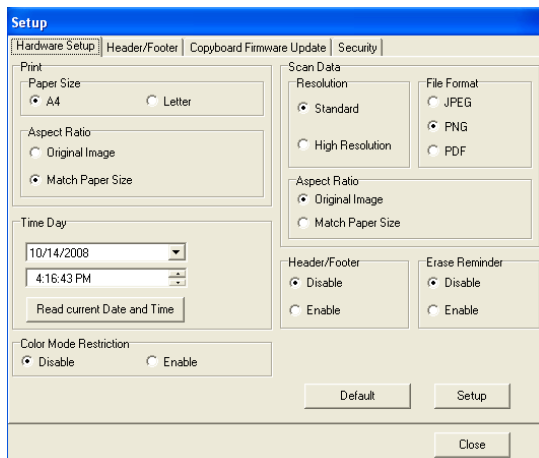 Setup
Hardware Setup Header/Footer Copyboard Firmware Update Security
Print
Paper Size
A4 Letter
Aspect Ratio
Original Image
Match Paper Size
Time Day
10/14/2008
4:16:43 PM
Read current Date and Time
Color Mode Restriction
Disable Enable
Scan Data
Resolution
Standard
High Resolution
File Format
JPEG
PNG
PDF
Aspect Ratio
Original Image
Match Paper Size
Header/Footer
Disable
Enable
Erase Reminder
Disable
Enable
Default Setup
Close